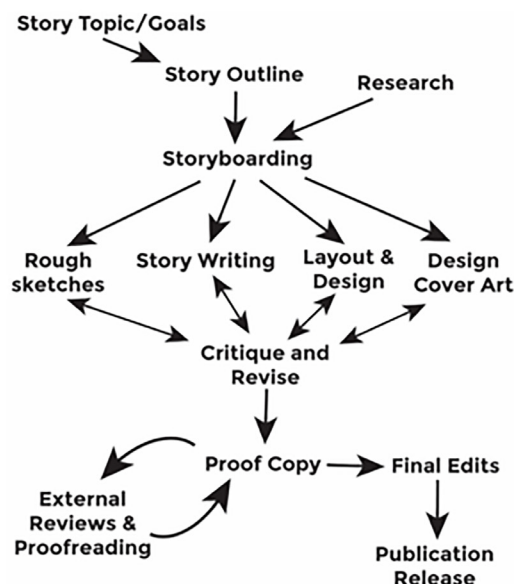 Story Topic/Goals
Story Outline
Research
Storyboarding
Rough
sketches
Story Writing
Layout &
Design
Design
Cover Art
Critique and
Revise
Proof Copy
Final Edits
External
Reviews &
Proofreading
Publication
Release